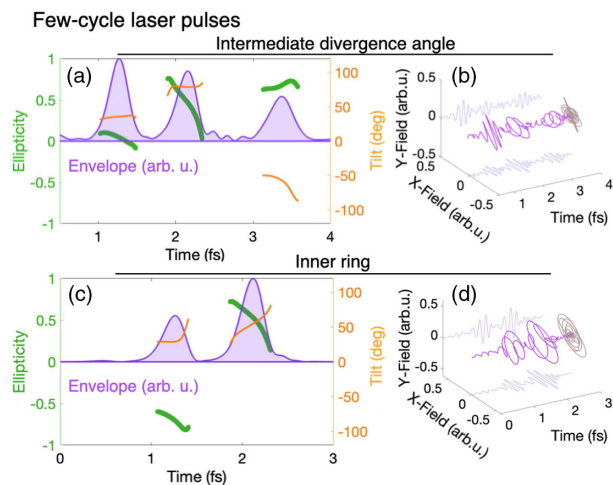 Few-cycle laser pulses
Intermediate divergence angle
(a)
1
0.5
0
-0.5
-1
Ellipticity
Envelope (arb. u.)
100
50
0
-50
-100
Tilt (deg)
1 2 3 4
Time (fs)
(b)
0.5
0
-0.5
Y-Field (arb.u.)
0.5
0
-0.5
X-Field (arb.u.)
1 2 3 4
Time (fs)
Inner ring
(c)
1
0.5
0
-0.5
-1
Ellipticity
Envelope (arb. u.)
100
50
0
-50
-100
Tilt (deg)
0 1 2 3
Time (fs)
(d)
0.5
0
-0.5
Y-Field (arb.u.)
0.5
0
-0.5
X-Field (arb.u.)
0 1 2 3
Time (fs)